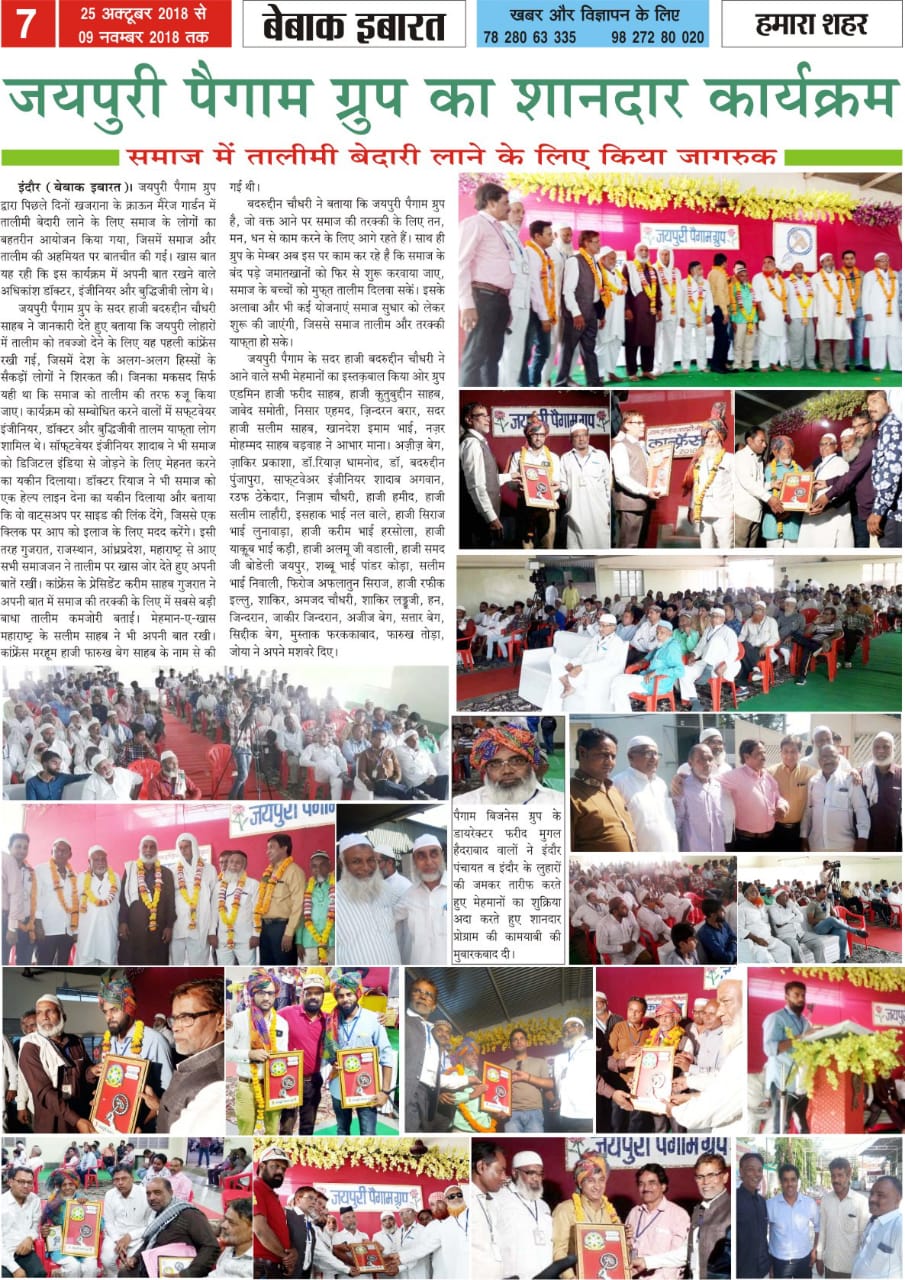 7
25 अक्टूबर 2018 से
09 नवम्बर 2018 तक
बेबाक इबारत
खबर और विज्ञापन के लिए
78 280 63 335 98 272 80 020
हमारा शहर
जयपुरी पैगाम ग्रुप का शानदार कार्यक्रम
समाज में तालीमी बेदारी लाने के लिए किया जागरुक
इंदौर ( बेबाक इबारत )। जयपुरी पैगाम ग्रुप
द्वारा पिछले दिनों खजराना के क्राऊन मैरेज गार्डन में
तालीमी बेदारी लाने के लिए समाज के लोगों का
बहतरीन आयोजन किया गया, जिसमें समाज और
तालीम की अहमियत पर बातचीत की गई। खास बात
यह रही कि इस कार्यक्रम में अपनी बात रखने वाले
अधिकांश डॉक्टर, इंजीनियर और बुद्धिजीवी लोग थे।
जयपुरी पैगाम ग्रुप के सदर हाजी बदरुद्दीन चौधरी
साहब ने जानकारी देते हुए बताया कि जयपुरी लोहारों
में तालीम को तवज्जो देने के लिए यह पहली कांफ्रेंस
रखी गई, जिसमें देश के अलग-अलग हिस्सों के
सैंकड़ों लोगों ने शिरकत की। जिनका मकसद सिर्फ
यही था कि समाज को तालीम की तरफ रुजू किया
जाए। कार्यक्रम को सम्बोधित करने वालों में सफ्टवेयर
इंजीनियर, डॉक्टर और बुद्धिजीवी तालम याफ्ता लोग
शामिल थे। सॉफ्टवेयर इंजीनियर शादाब ने भी समाज
को डिजिटल इंडिया से जोड़ने के लिए मेहनत करने
का यकीन दिलाया। डॉक्टर रियाज ने भी समाज को
एक हेल्प लाइन देना का यकीन दिलाया और बताया
कि वो वाट्सअप पर साइड की लिंक देंगे, जिससे एक
क्लिक पर आप को इलाज के लिए मदद करेंगे। इसी
तरह गुजरात, राजस्थान, आंध्रप्रदेश, महाराष्ट्र से आए
सभी समाजजन ने तालीम पर खास जोर देते हुए अपनी
बातें रखीं। कांफ्रेंस के प्रेसिडेंट करीम साहब गुजरात ने
अपनी बात में समाज की तरक्की के लिए में सबसे बड़ी
बाधा तालीम कमजोरी बताई। मेहमान-ए-खास
महाराष्ट्र के सलीम साहब ने भी अपनी बात रखी।
कांफ्रेंस मरहूम हाजी फारुख बेग साहब के नाम से की
गई थी।
बदरुद्दीन चौधरी ने बताया कि जयपुरी पैगाम ग्रुप
है, जो वक्त आने पर समाज की तरक्की के लिए तन,
मन, धन से काम करने के लिए आगे रहते हैं। साथ ही
ग्रुप के मेम्बर अब इस पर काम कर रहे है कि समाज के
बंद पड़े जमातखानों को फिर से शुरू करवाया जाए,
समाज के बच्चों को मुफ्त तालीम दिलवा सकें। इसके
अलावा और भी कई योजनाएं समाज सुधार को लेकर
शुरू की जाएंगी, जिससे समाज तालीम और तरक्की
याफ्ता हो सके।
जयपुरी पैगाम के सदर हाजी बदरुद्दीन चौधरी ने
आने वाले सभी मेहमानों का इस्तक़बाल किया ओर ग्रुप
एडमिन हाजी फरीद साहब, हाजी कुतुबुद्दीन साहब,
जावेद समोती, निसार एहमद, ज़िन्दरन बरार, सदर
हाजी सलीम साहब, खानदेश इमाम भाई, नज़र
मोहम्मद साहब बड़वाह ने आभार माना। अज़ीज़ बेग,
ज़ाकिर प्रकाशा, डॉ.रियाज़ धामनोद, डॉ, बदरुद्दीन
पुंजापुरा, साफ्टवेअर इंजीनियर शादाब अगवान,
रउफ ठेकेदार, निज़ाम चौधरी, हाजी हमीद, हाजी
सलीम लाहौरी, इसहाक भाई नल वाले, हाजी सिराज
भाई लुनावाड़ा, हाजी करीम भाई हरसोला, हाजी
याक़ूब भाई कड़ी, हाजी अलमू जी वडाली, हाजी समद
जी बोडेली जयपुर, शब्बू भाई पांडर कोड़ा, सलीम
भाई निवाली, फिरोज अफलातुन सिराज, हाजी रफीक
इल्लु, शाकिर, अमजद चौधरी, शाकिर लड्डूजी, हन,
जिन्दरान, जाकीर जिन्दरान, अजीज बेग, सत्तार बेग,
सिद्दीक बेग, मुस्ताक फरककाबाद, फारुख तोड़ा,
जोया ने अपने मशवरे दिए।
जयपुरी पैगाम ग्रुप
जयपुरी पैगाम ग्रुप
कान्फ्रेंस
जयपुरी पैगाम
पैगाम बिजनेस ग्रुप के
डायरेक्टर फरीद मुगल
हैदराबाद वालों ने इंदौर
पंचायत व इंदौर के लुहारों
की जमकर तारीफ करते
हुए मेहमानों का शुक्रिया
अदा करते हुए शानदार
प्रोग्राम की कामयाबी की
मुबारकबाद दी।
जयपुरी पैगाम ग्रुप
जयपुरी पैगाम ग्रुप